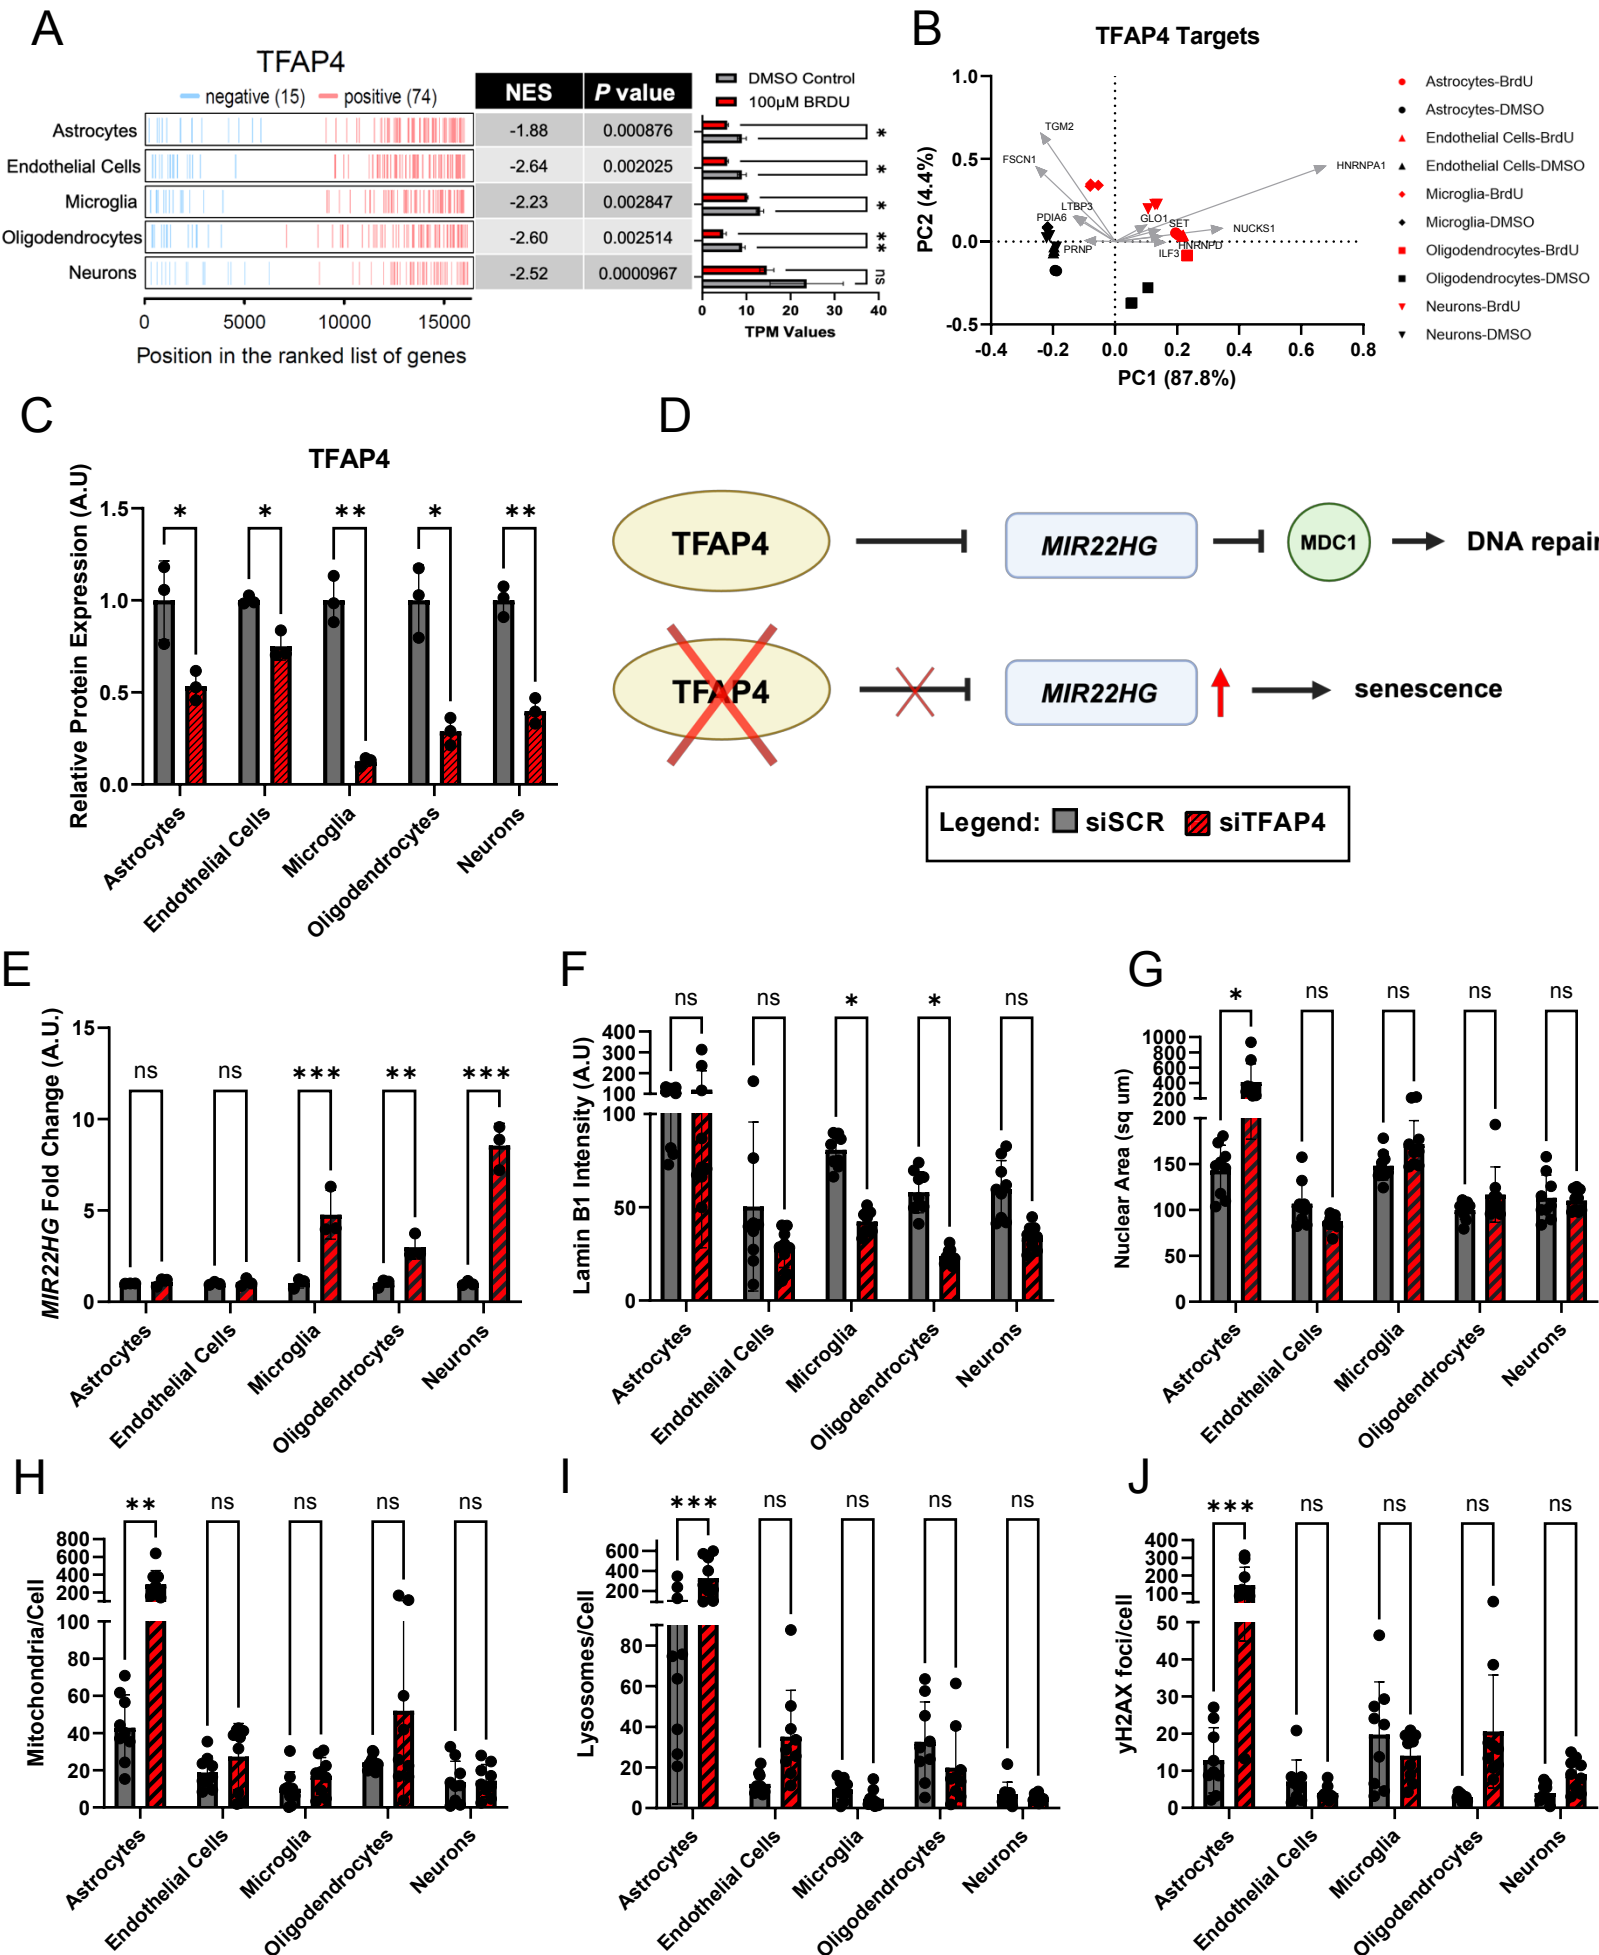 A
TFAP4
negative (15) positive (74)
NES P value
DMSO Control
100µM BRDU
Astrocytes -1.88 0.000876 *
Endothelial Cells -2.64 0.002025 *
Microglia -2.23 0.002847 *
Oligodendrocytes -2.60 0.002514 **
Neurons -2.52 0.0000967 ns
0 5000 10000 15000
Position in the ranked list of genes
0 10 20 30 40
TPM Values
B
TFAP4 Targets
PC2 (4.4%)
1.0
0.5
0.0
-0.5
-0.4 -0.2 0.0 0.2 0.4 0.6 0.8
PC1 (87.8%)
TGM2
FSCN1
HNRNPA1
LTBP3
PDIA6
GLO1
SET
NUCKS1
PRNP
ILF3
HNRNPD
Astrocytes-BrdU
Astrocytes-DMSO
Endothelial Cells-BrdU
Endothelial Cells-DMSO
Microglia-BrdU
Microglia-DMSO
Oligodendrocytes-BrdU
Oligodendrocytes-DMSO
Neurons-BrdU
Neurons-DMSO
C
TFAP4
Relative Protein Expression (A.U)
1.5
1.0
0.5
0.0
* * ** * **
Astrocytes
Endothelial Cells
Microglia
Oligodendrocytes
Neurons
D
TFAP4 MIR22HG MDC1 DNA repair
TFAP4 MIR22HG senescence
Legend: siSCR siTFAP4
E
MIR22HG Fold Change (A.U.)
15
10
5
0
ns ns *** ** ***
Astrocytes
Endothelial Cells
Microglia
Oligodendrocytes
Neurons
F
Lamin B1 Intensity (A.U)
400
300
200
100
100
50
0
ns ns * * ns
Astrocytes
Endothelial Cells
Microglia
Oligodendrocytes
Neurons
G
Nuclear Area (sq um)
1000
800
600
400
200
200
150
100
50
0
* ns ns ns ns
Astrocytes
Endothelial Cells
Microglia
Oligodendrocytes
Neurons
H
Mitochondria/Cell
800
600
400
200
100
80
60
40
20
0
** ns ns ns ns
Astrocytes
Endothelial Cells
Microglia
Oligodendrocytes
Neurons
I
Lysosomes/Cell
600
400
200
80
60
40
20
0
*** ns ns ns ns
Astrocytes
Endothelial Cells
Microglia
Oligodendrocytes
Neurons
J
yH2AX foci/cell
400
300
200
100
50
40
30
20
10
0
*** ns ns ns ns
Astrocytes
Endothelial Cells
Microglia
Oligodendrocytes
Neurons